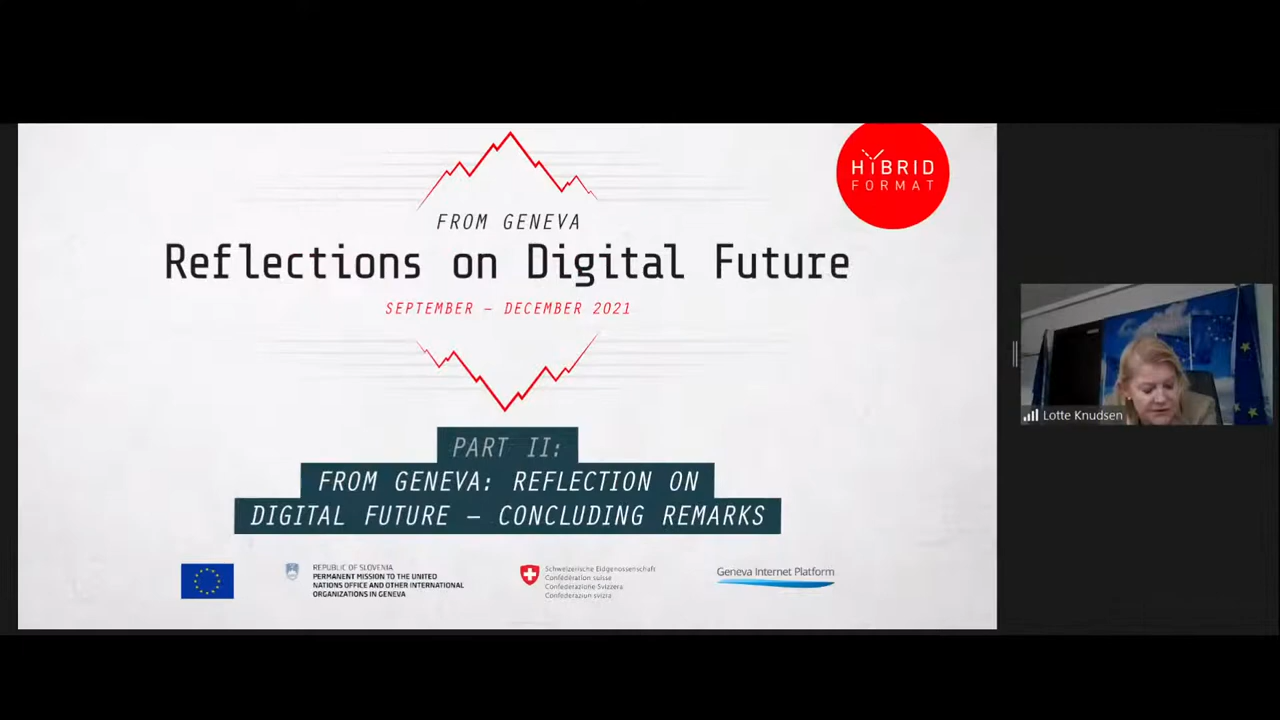 HYBRID
FORMAT
FROM GENEVA
Reflections on Digital Future
SEPTEMBER – DECEMBER 2021
PART II:
FROM GENEVA: REFLECTION ON
DIGITAL FUTURE – CONCLUDING REMARKS
REPUBLIC OF SLOVENIA
PERMANENT MISSION TO THE UNITED
NATIONS OFFICE AND OTHER INTERNATIONAL
ORGANIZATIONS IN GENEVA
Schweizerische Eidgenossenschaft
Confédération suisse
Confederazione Svizzera
Confederaziun svizra
Geneva Internet Platform
Lotte Knudsen